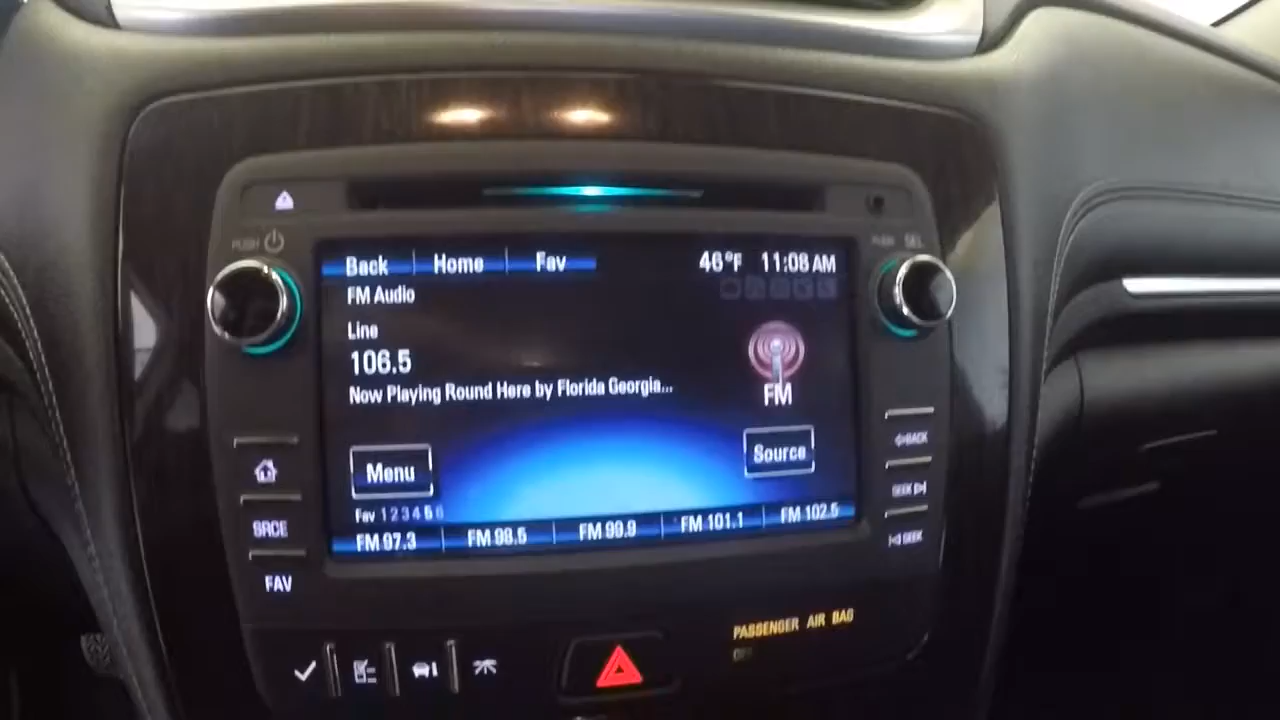 PUSH
PUSH SEL
Back Home Fav 46°F 11:08 AM
FM Audio
Line
106.5
Now Playing Round Here by Florida Georgia...
FM
Menu
Source
Fav 1 2 3 4 5 6
FM 97.3 FM 98.5 FM 99.9 FM 101.1 FM 102.5
BACK
SEEK
SEEK
SRCE
FAV
PASSENGER AIR BAG
OFF